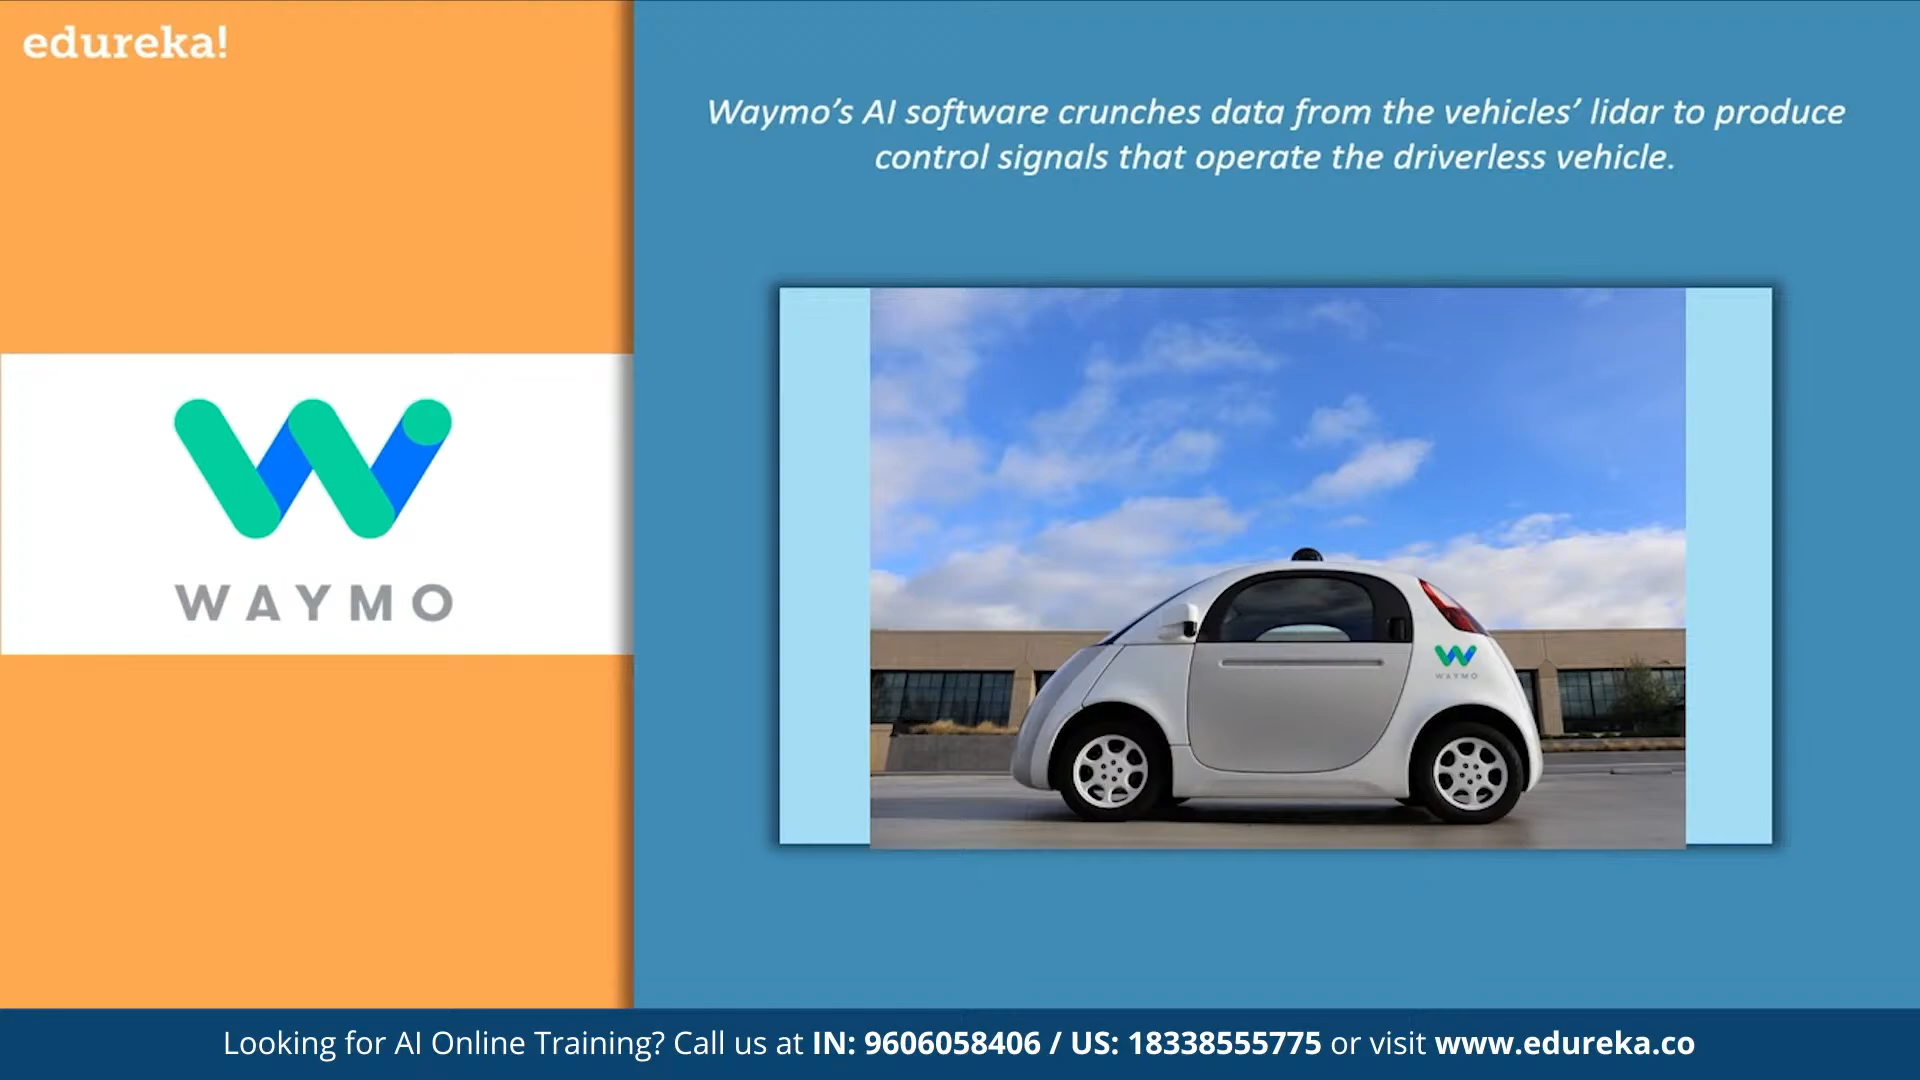 edureka!
Waymo's AI software crunches data from the vehicles' lidar to produce
control signals that operate the driverless vehicle.
WAYMO
WAYMO
Looking for AI Online Training? Call us at IN: 9606058406 / US: 18338555775 or visit www.edureka.co